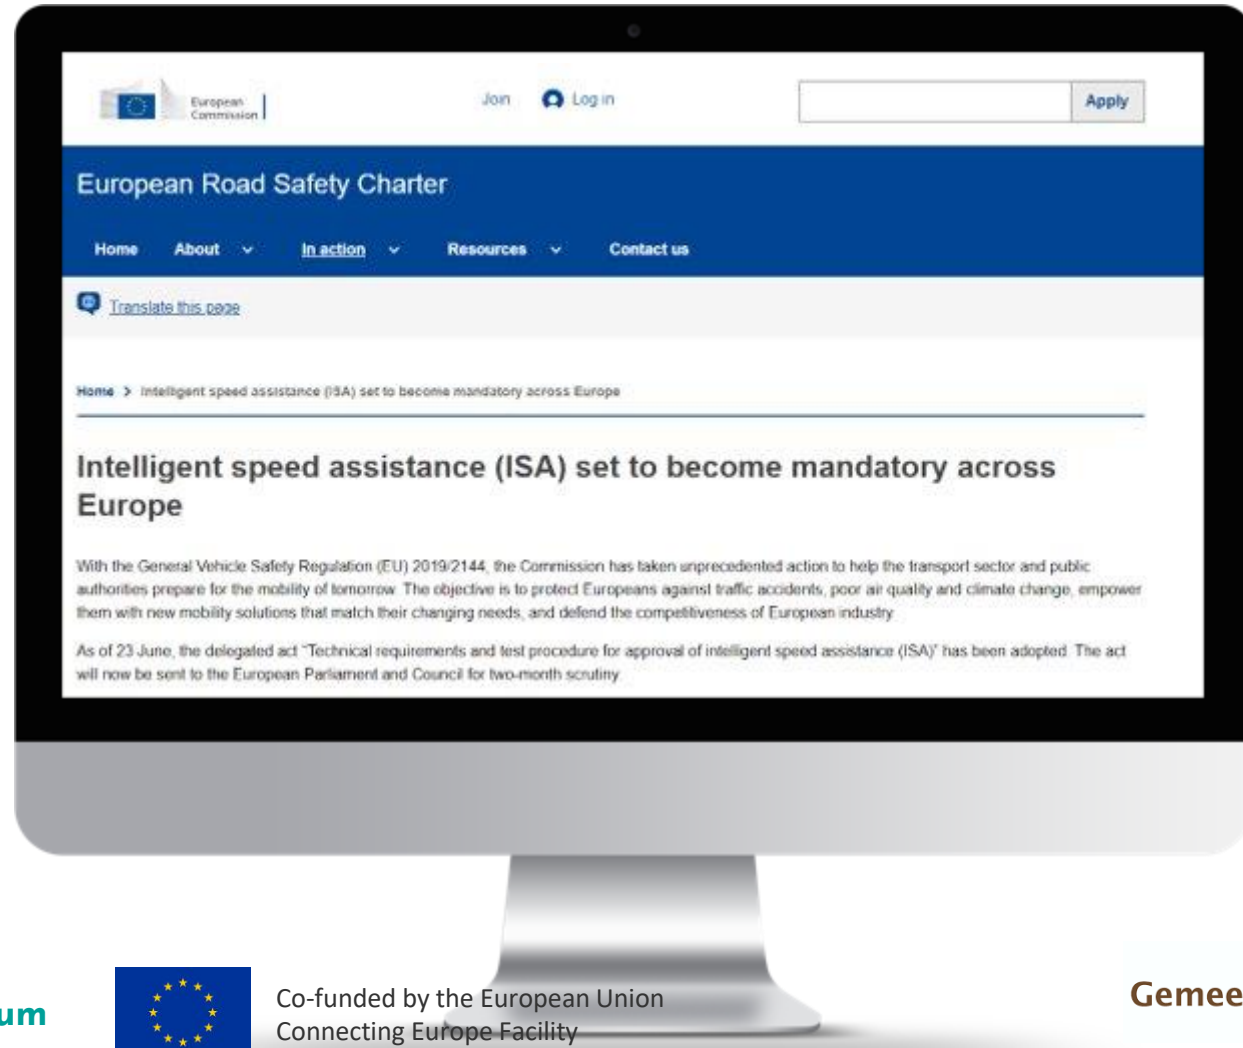 European
Commission
Join
Log in
Apply
European Road Safety Charter
Home
About
In action
Resources
Contact us
Translate this page
Home > Intelligent speed assistance (ISA) set to become mandatory across Europe
Intelligent speed assistance (ISA) set to become mandatory across
Europe
With the General Vehicle Safety Regulation (EU) 2019/2144, the Commission has taken unprecedented action to help the transport sector and public
authorities prepare for the mobility of tomorrow. The objective is to protect Europeans against traffic accidents, poor air quality and climate change, empower
them with new mobility solutions that match their changing needs, and defend the competitiveness of European industry.
As of 23 June, the delegated act "Technical requirements and test procedure for approval of intelligent speed assistance (ISA)" has been adopted. The act
will now be sent to the European Parliament and Council for two-month scrutiny.
um
Co-funded by the European Union
Connecting Europe Facility
Gemee